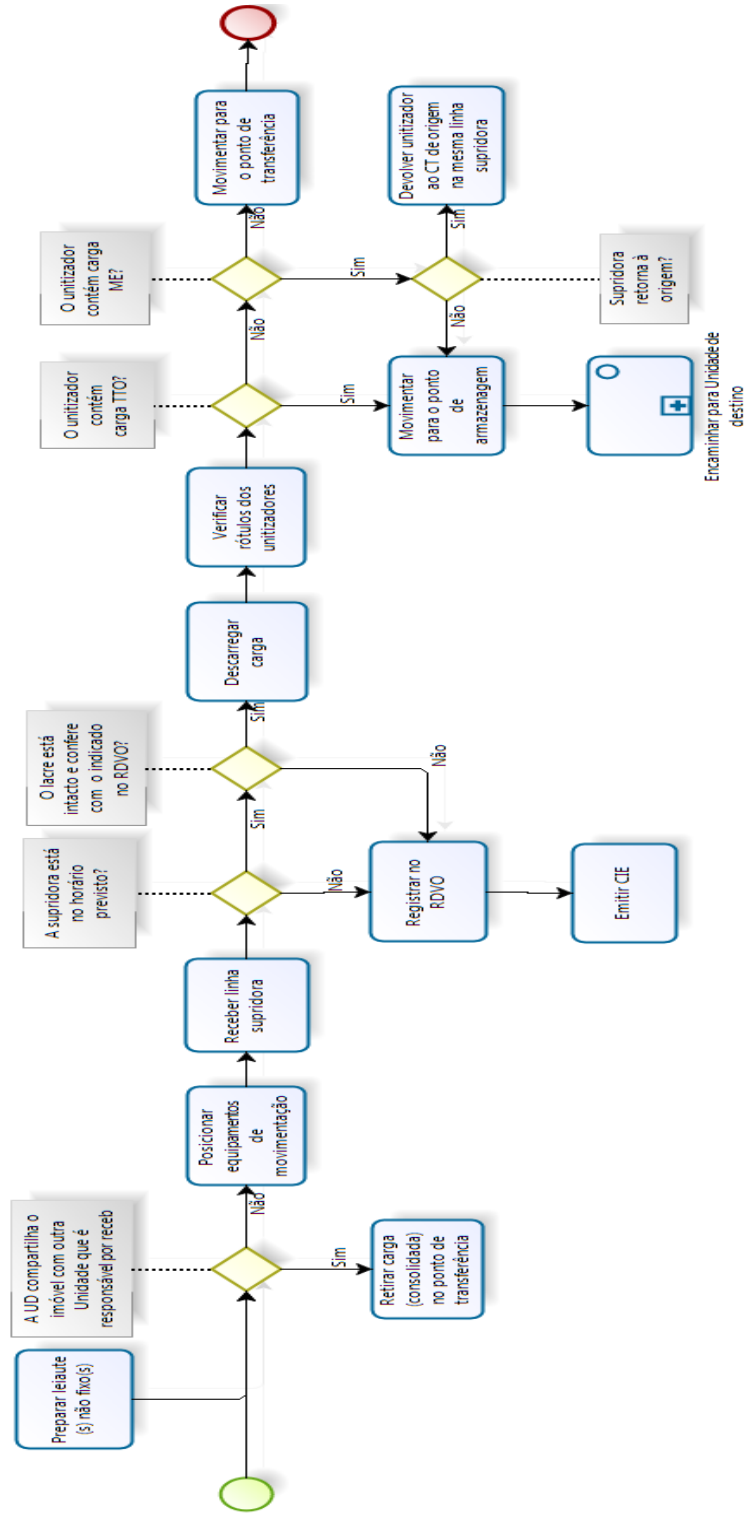 Preparar leiaute
(s) não fixo(s)
A UD compartilha o
imóvel com outra
Unidade que é
responsável por receb
Não
Sim
Retirar carga
(consolidada)
no ponto de
transferência
Posicionar
equipamentos
de
movimentação
Receber linha
supridora
A supridora está
no horário
previsto?
Sim
Não
O lacre está
intacto e confere
com o indicado
no RDVO?
Sim
Não
Registrar no
RDVO
Emitir CIE
Descarregar
carga
Verificar
rótulos dos
unitizadores
O unitizador
contém
carga TTO?
Não
Sim
O unitizador
contém carga
ME?
Não
Sim
Movimentar para
o ponto de
transferência
Movimentar
para o ponto
de
armazenagem
Não
Sim
Devolver unitizador
ao CT de origem
na mesma linha
supridora
Supridora
retorna à
origem?
Encaminhar para Unidade de
destino